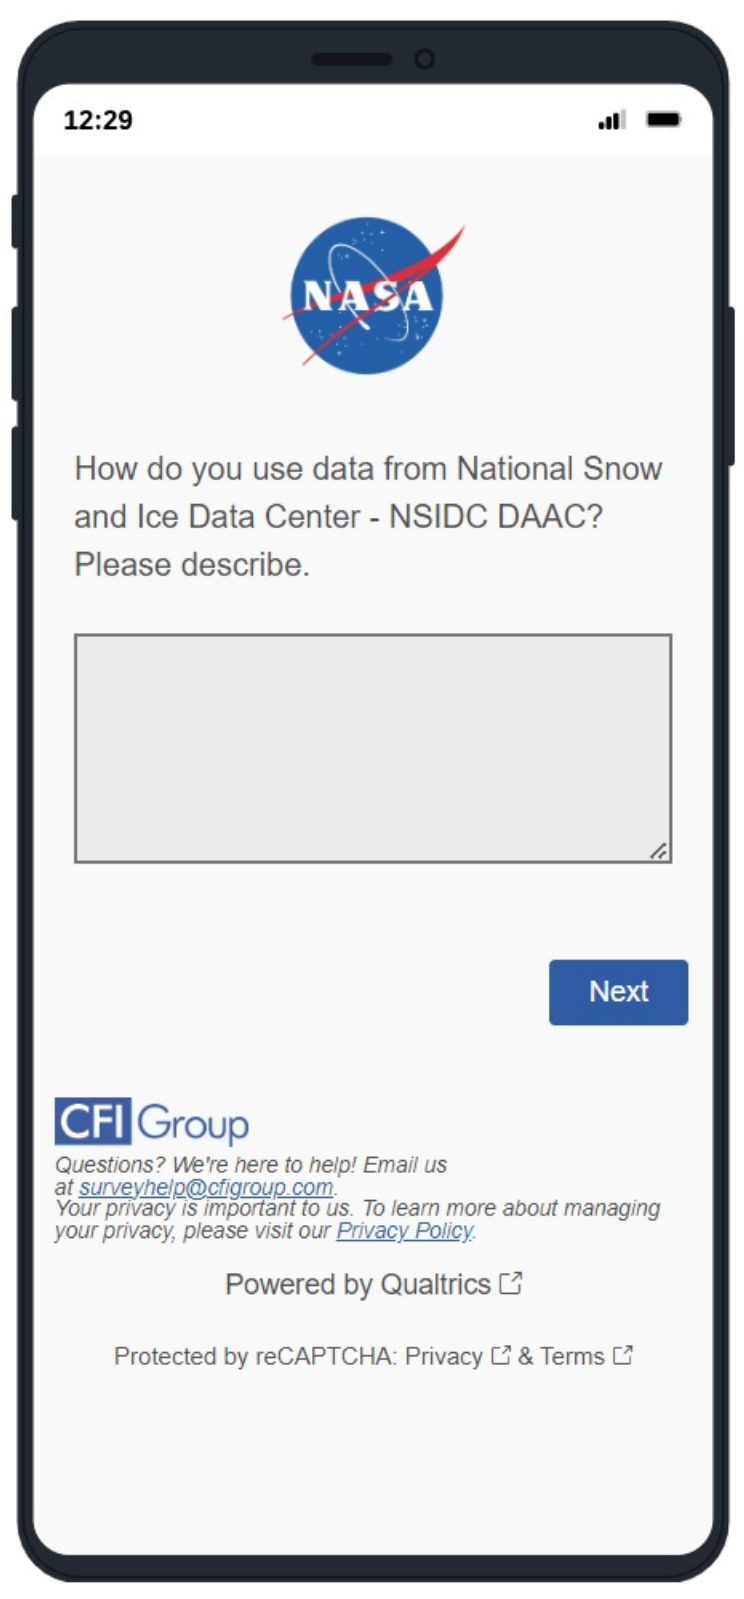 12:29
NASA
How do you use data from National Snow
and Ice Data Center - NSIDC DAAC?
Please describe.
Next
CFI Group
Questions? We're here to help! Email us
at surveyhelp@cfigroup.com.
Your privacy is important to us. To learn more about managing
your privacy, please visit our Privacy Policy.
Powered by Qualtrics
Protected by reCAPTCHA: Privacy & Terms